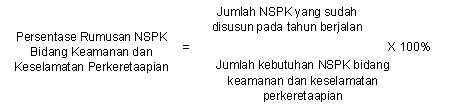 Persentase Rumusan NSPK
Bidang Keamanan dan
Keselamatan Perkeretaapian
=
Jumlah NSPK yang sudah
disusun pada tahun berjalan
Jumlah kebutuhan NSPK bidang
keamanan dan keselamatan
perkeretaapian
X 100%